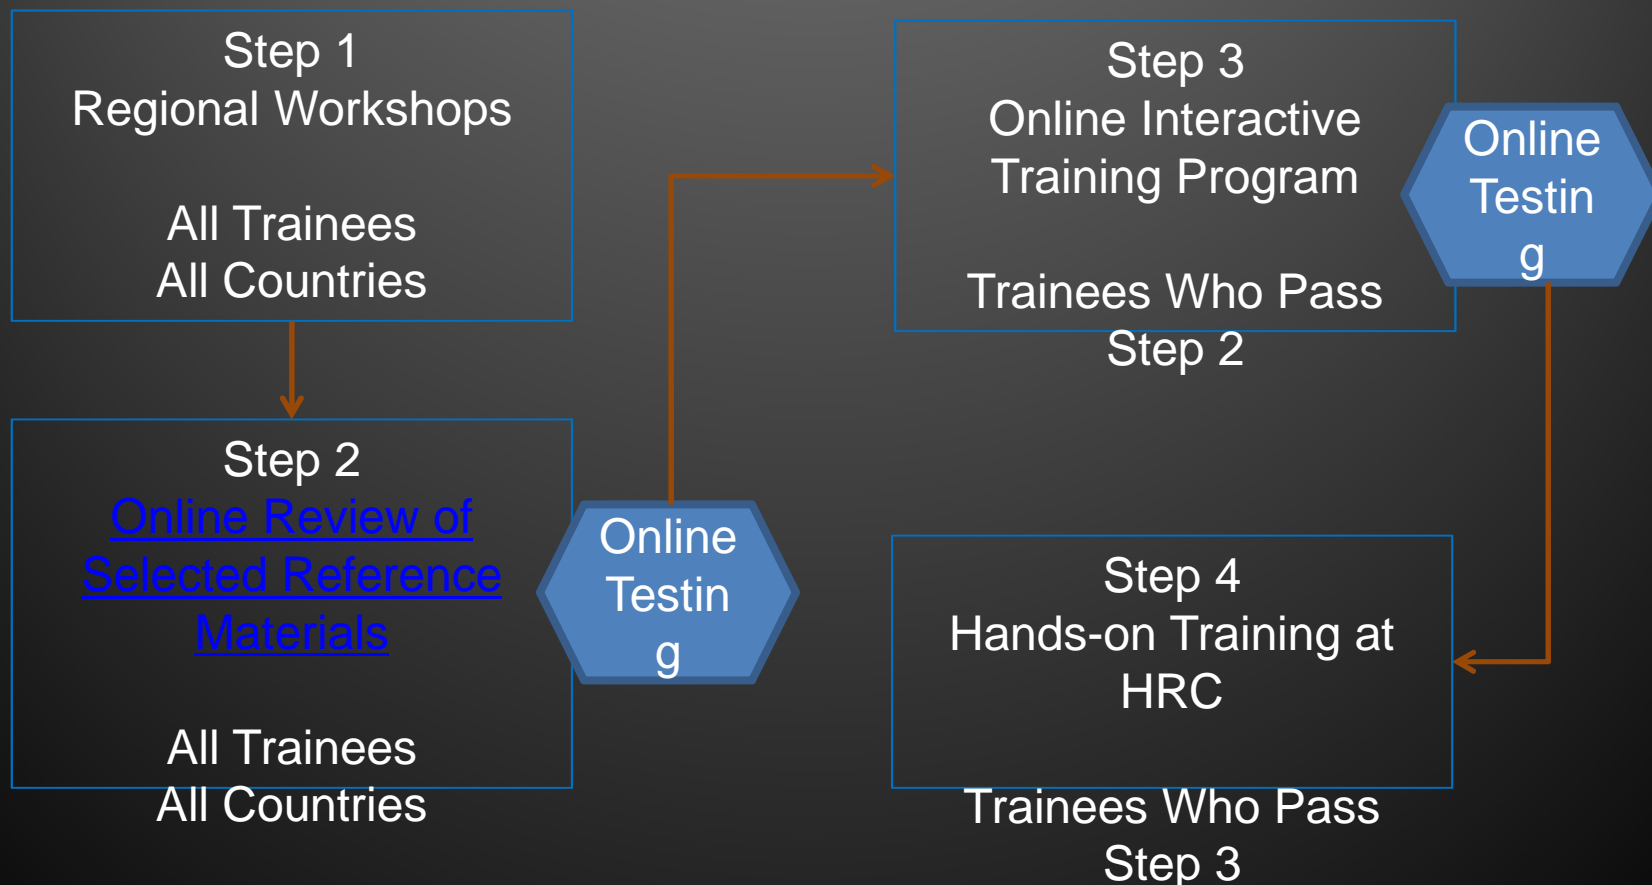 Step 1
Regional Workshops
All Trainees
All Countries
Step 2
Online Review of
Selected Reference
Materials
All Trainees
All Countries
Online
Testin
g
Step 3
Online Interactive
Training Program
Trainees Who Pass
Step 2
Online
Testin
g
Step 4
Hands-on Training at
HRC
Trainees Who Pass
Step 3